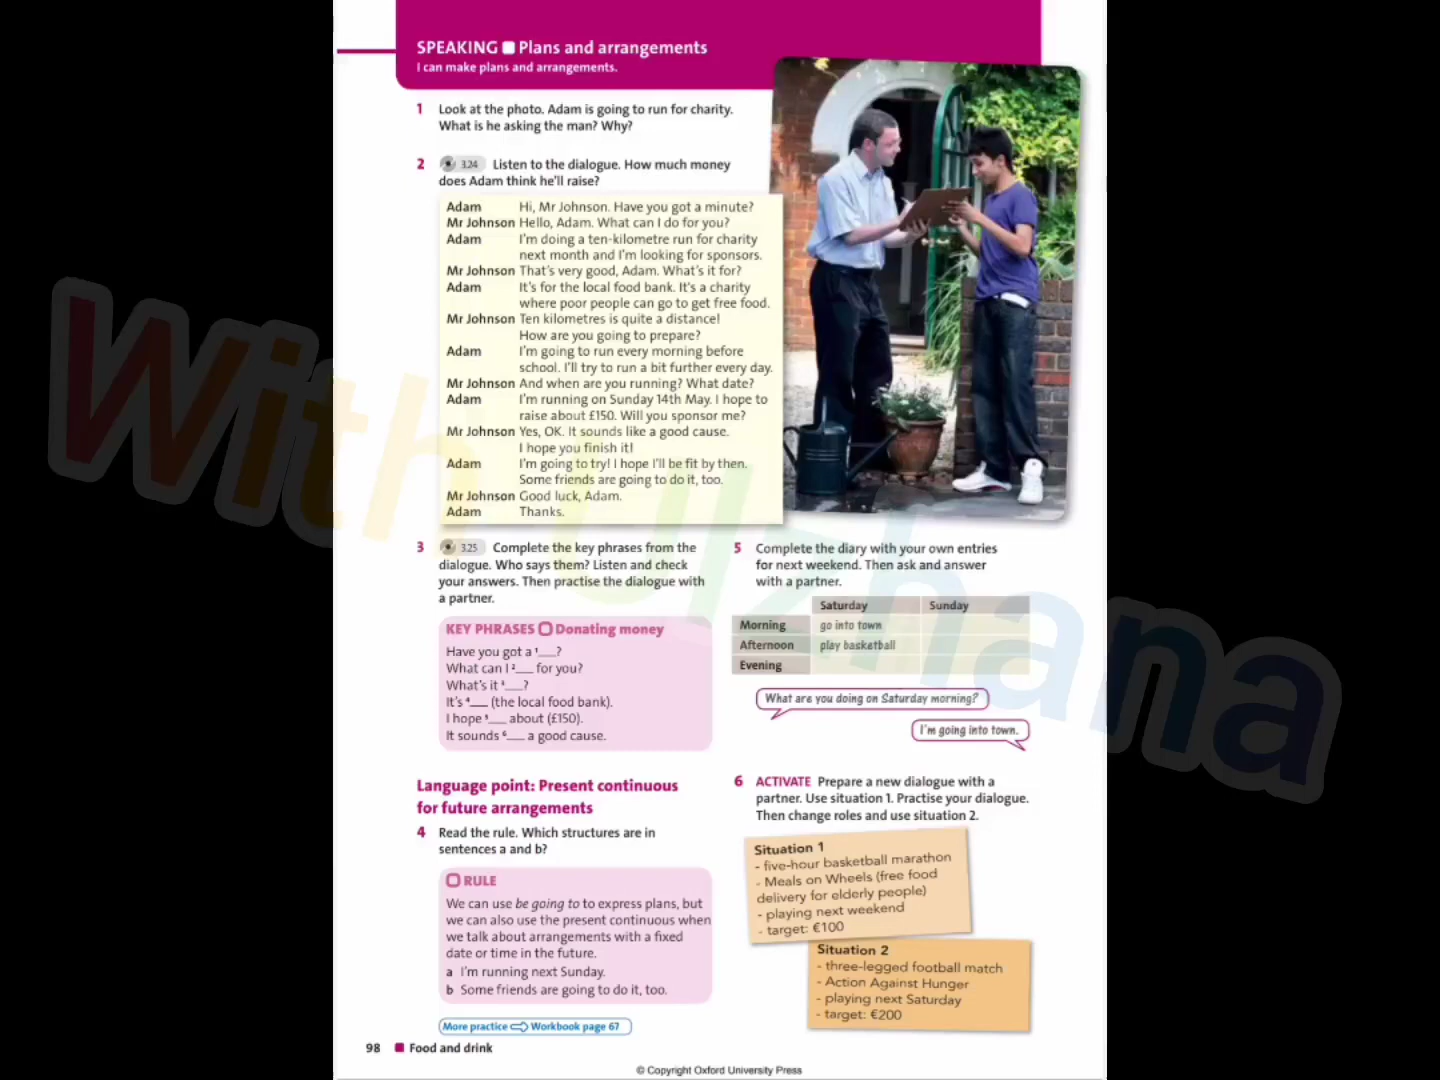 SPEAKING Plans and arrangements
I can make plans and arrangements.
1 Look at the photo. Adam is going to run for charity.
What is he asking the man? Why?
2 3.24 Listen to the dialogue. How much money
does Adam think he'll raise?
Adam Hi, Mr Johnson. Have you got a minute?
Mr Johnson Hello, Adam. What can I do for you?
Adam I'm doing a ten-kilometre run for charity
next month and I'm looking for sponsors.
Mr Johnson That's very good, Adam. What's it for?
Adam It's for the local food bank. It's a charity
where poor people can go to get free food.
Mr Johnson Ten kilometres is quite a distance!
How are you going to prepare?
Adam I'm going to run every morning before
school. I'll try to run a bit further every day.
Mr Johnson And when are you running? What date?
Adam I'm running on Sunday 14th May. I hope to
raise about £150. Will you sponsor me?
Mr Johnson Yes, OK. It sounds like a good cause.
I hope you finish it!
Adam I'm going to try! I hope I'll be fit by then.
Some friends are going to do it, too.
Mr Johnson Good luck, Adam.
Adam Thanks.
3 3.25 Complete the key phrases from the
dialogue. Who says them? Listen and check
your answers. Then practise the dialogue with
a partner.
KEY PHRASES Donating money
Have you got a 1___?
What can I 2___ for you?
What's it 3___?
It's 4___ (the local food bank).
I hope 5___ about (£150).
It sounds 6___ a good cause.
Language point: Present continuous
for future arrangements
4 Read the rule. Which structures are in
sentences a and b?
RULE
We can use be going to to express plans, but
we can also use the present continuous when
we talk about arrangements with a fixed
date or time in the future.
a I'm running next Sunday.
b Some friends are going to do it, too.
More practice Workbook page 67
5 Complete the diary with your own entries
for next weekend. Then ask and answer
with a partner.
Saturday Sunday
Morning go into town
Afternoon play basketball
Evening
What are you doing on Saturday morning?
I'm going into town.
6 ACTIVATE Prepare a new dialogue with a
partner. Use situation 1. Practise your dialogue.
Then change roles and use situation 2.
Situation 1
- five-hour basketball marathon
- Meals on Wheels (free food
delivery for elderly people)
- playing next weekend
- target: €100
Situation 2
- three-legged football match
- Action Against Hunger
- playing next Saturday
- target: €200
98 Food and drink
© Copyright Oxford University Press
With Ulzhana